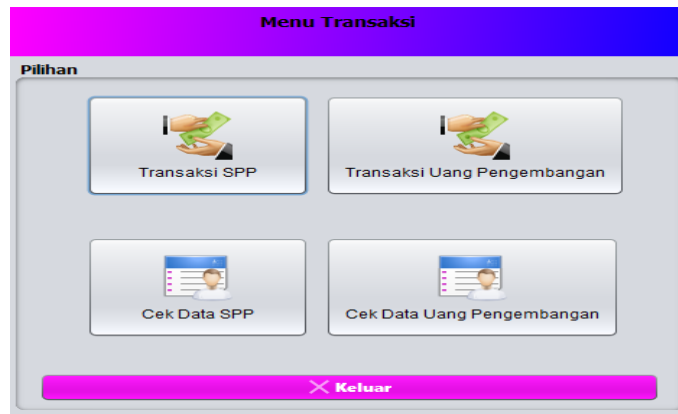 Menu Transaksi
Pilihan
Transaksi SPP
Transaksi Uang Pengembangan
Cek Data SPP
Cek Data Uang Pengembangan
Keluar